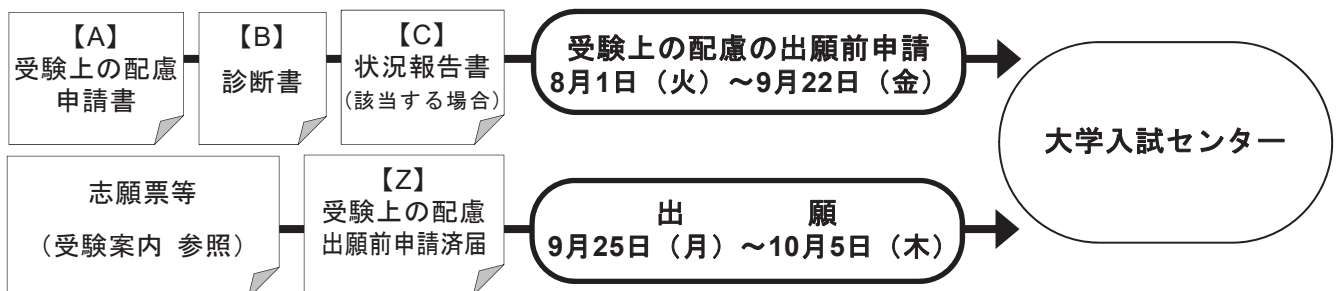 【A】
受験上の配慮
申請書
【B】
診断書
【C】
状況報告書
(該当する場合)
受験上の配慮の出願前申請
8月1日（火）～9月22日（金）
大学入試センター
志願票等
（受験案内 参照）
【Z】
受験上の配慮
出願前申請済届
出 願
9月25日（月）～10月5日（木）